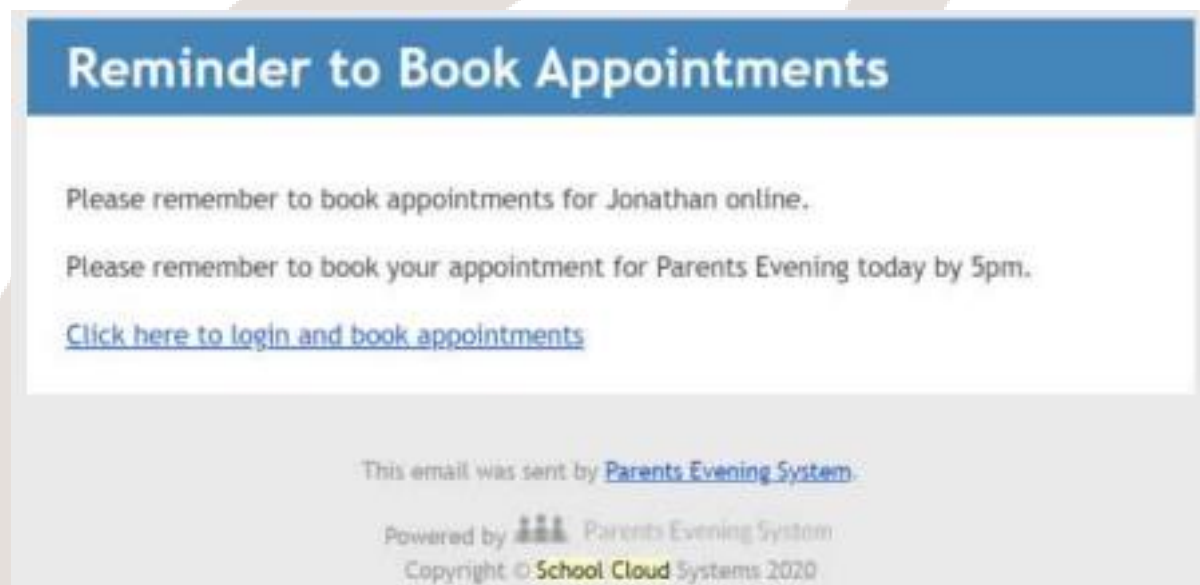 Reminder to Book Appointments
Please remember to book appointments for Jonathan online.
Please remember to book your appointment for Parents Evening today by 5pm.
Click here to login and book appointments
This email was sent by Parents Evening System.
Powered by Parents Evening System
Copyright © School Cloud Systems 2020